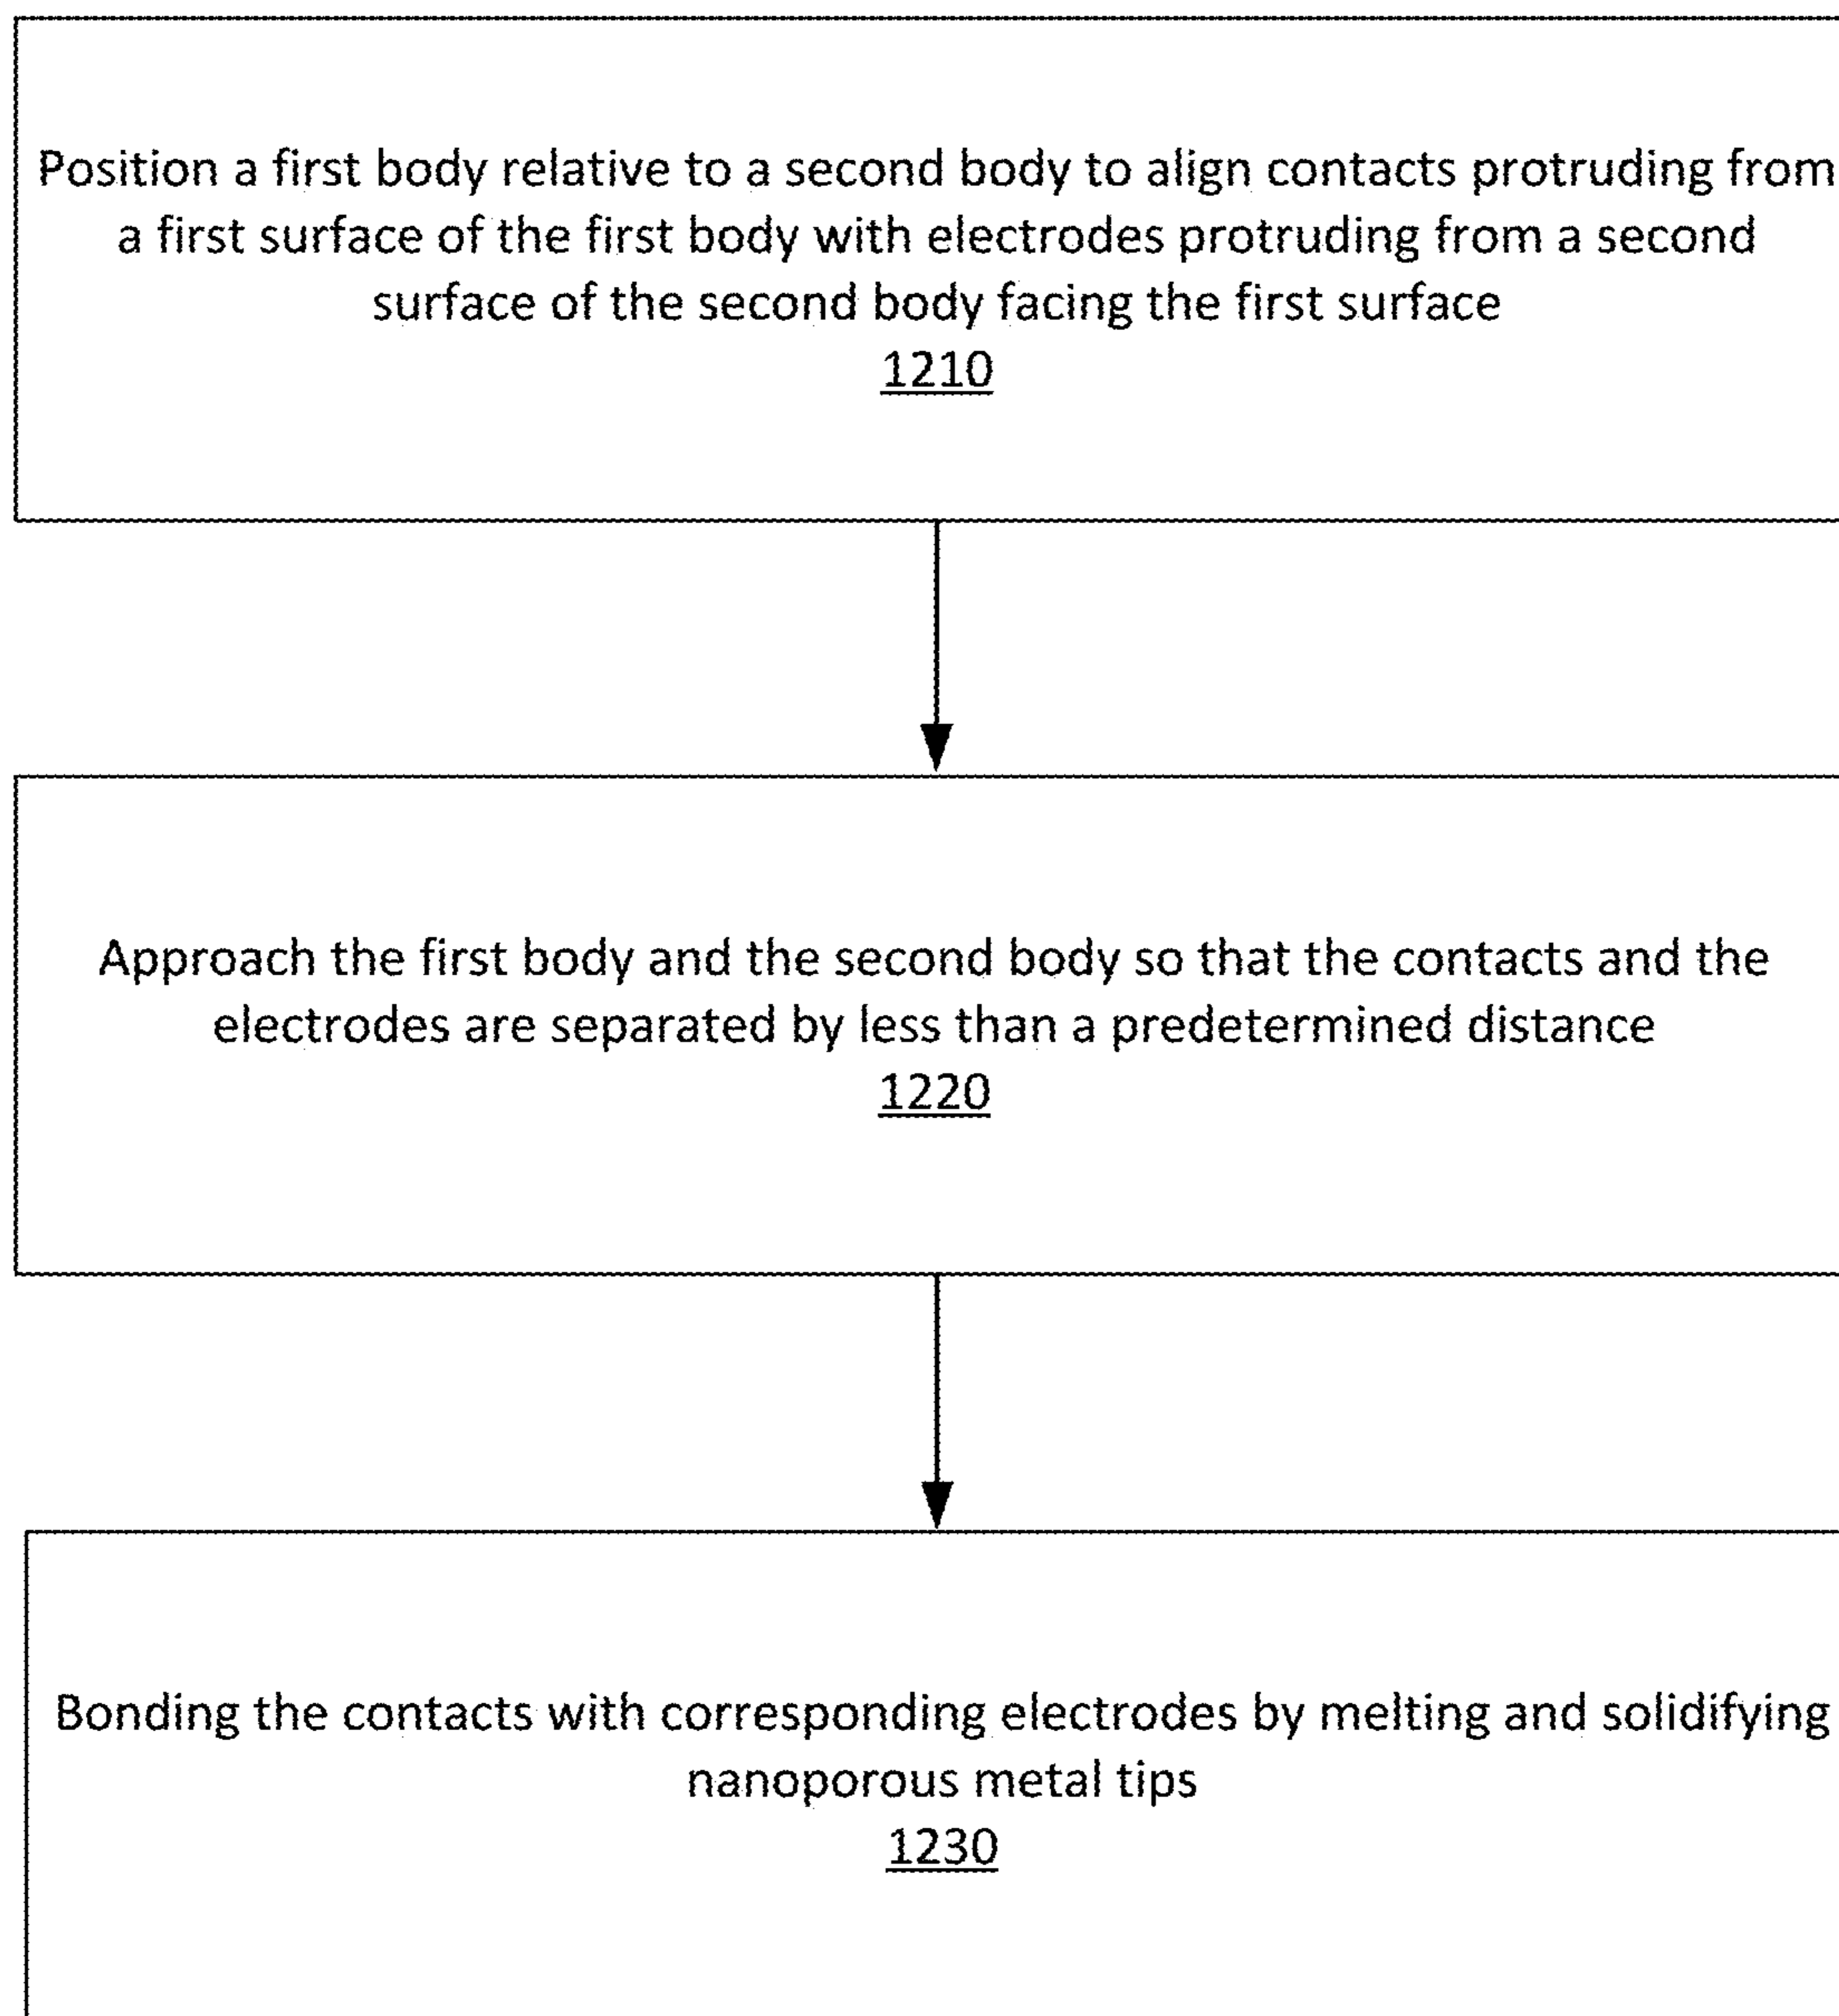 Position a first body relative to a second body to align contacts protruding from
a first surface of the first body with electrodes protruding from a second
surface of the second body facing the first surface
1210
Approach the first body and the second body so that the contacts and the
electrodes are separated by less than a predetermined distance
1220
Bonding the contacts with corresponding electrodes by melting and solidifying
nanoporous metal tips
1230